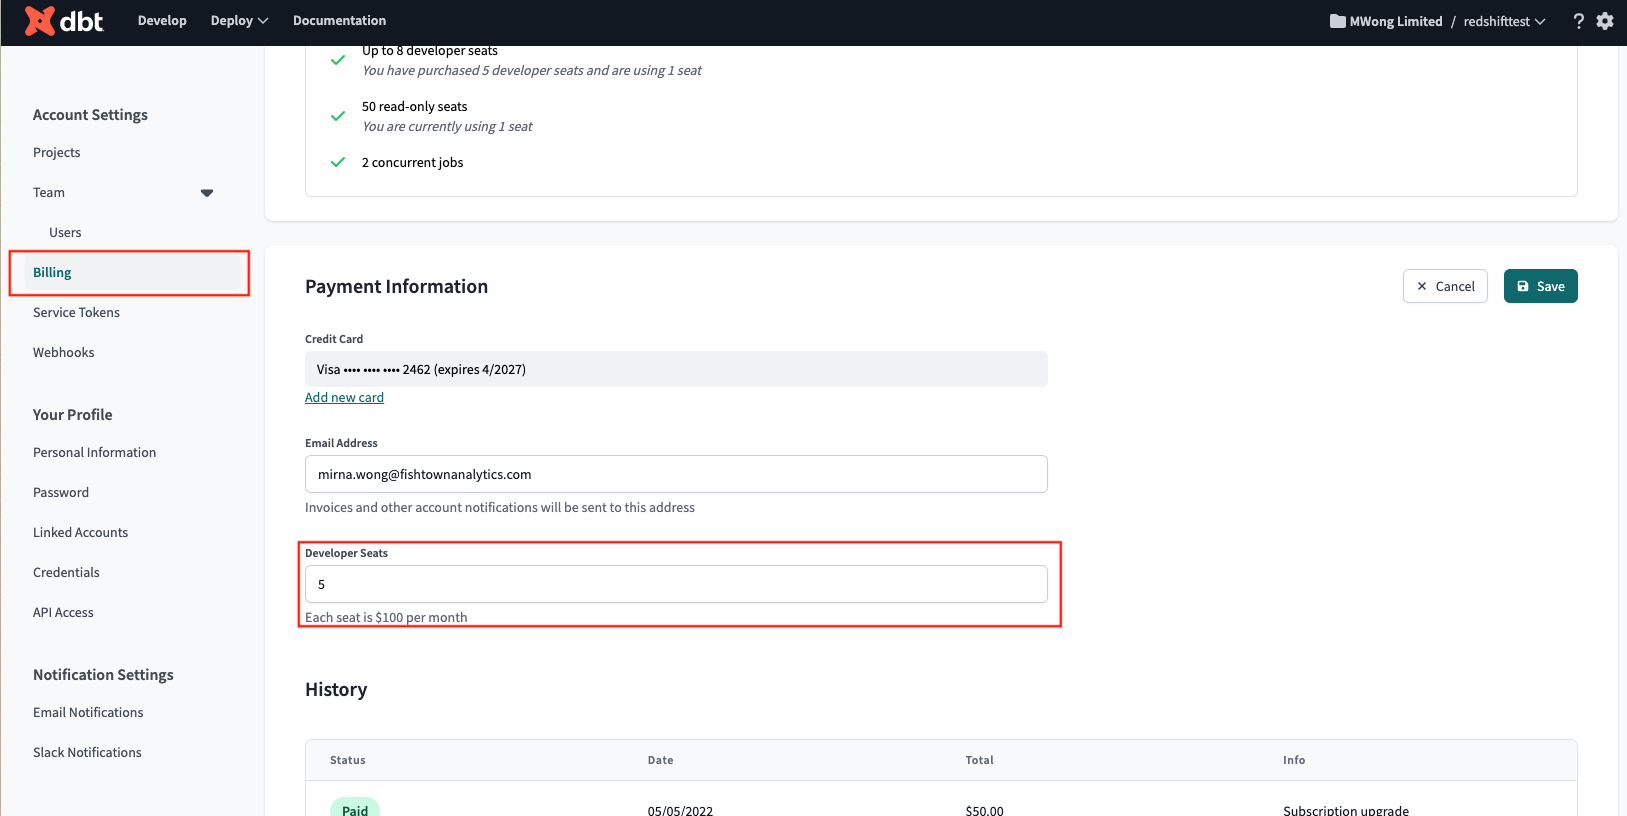 dbt Develop Deploy Documentation MWong Limited / redshifttest ?
Up to 8 developer seats
You have purchased 5 developer seats and are using 1 seat
50 read-only seats
You are currently using 1 seat
2 concurrent jobs
Account Settings
Projects
Team
Users
Billing
Service Tokens
Webhooks
Your Profile
Personal Information
Password
Linked Accounts
Credentials
API Access
Notification Settings
Email Notifications
Slack Notifications
Payment Information
× Cancel
Save
Credit Card
Visa •••• •••• •••• 2462 (expires 4/2027)
Add new card
Email Address
mirna.wong@fishtownanalytics.com
Invoices and other account notifications will be sent to this address
Developer Seats
5
Each seat is $100 per month
History
Status Date Total Info
Paid 05/05/2022 $50.00 Subscription upgrade